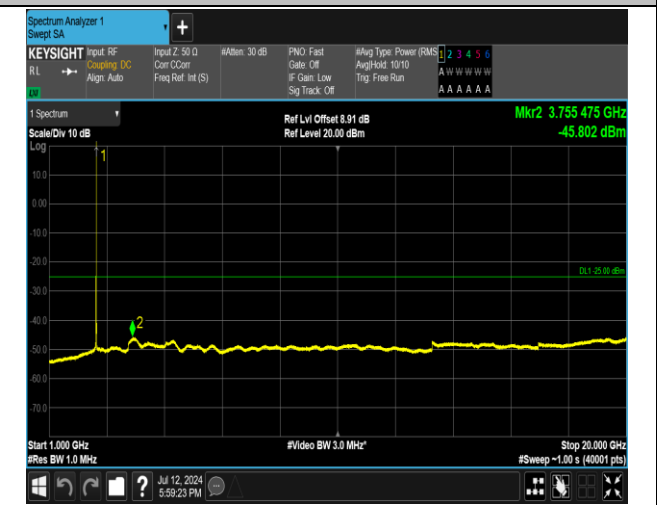 Spectrum Analyzer 1
Swept SA
+
KEYSIGHT Input: RF
RL
Coupling: DC
Align: Auto
Input Z: 50 Ω
Corr CCorr
Freq Ref: Int (S)
#Atten: 30 dB
PNO: Fast
Gate: Off
IF Gain: Low
Sig Track: Off
#Avg Type: Power (RMS
Avg|Hold: 10/10
Trig: Free Run
1 2 3 4 5 6
A W W W W W
A A A A A A
1 Spectrum
Scale/Div 10 dB
Log
Ref Lvl Offset 8.91 dB
Ref Level 20.00 dBm
Mkr2 3.755 475 GHz
-45.802 dBm
1
10.0
0.00
-10.0
-20.0
DL1 -25.00 dBm
-30.0
-40.0
2
-50.0
-60.0
-70.0
Start 1.000 GHz
#Res BW 1.0 MHz
#Video BW 3.0 MHz*
Stop 20.000 GHz
#Sweep ~1.00 s (40001 pts)
?
Jul 12, 2024
5:59:23 PM